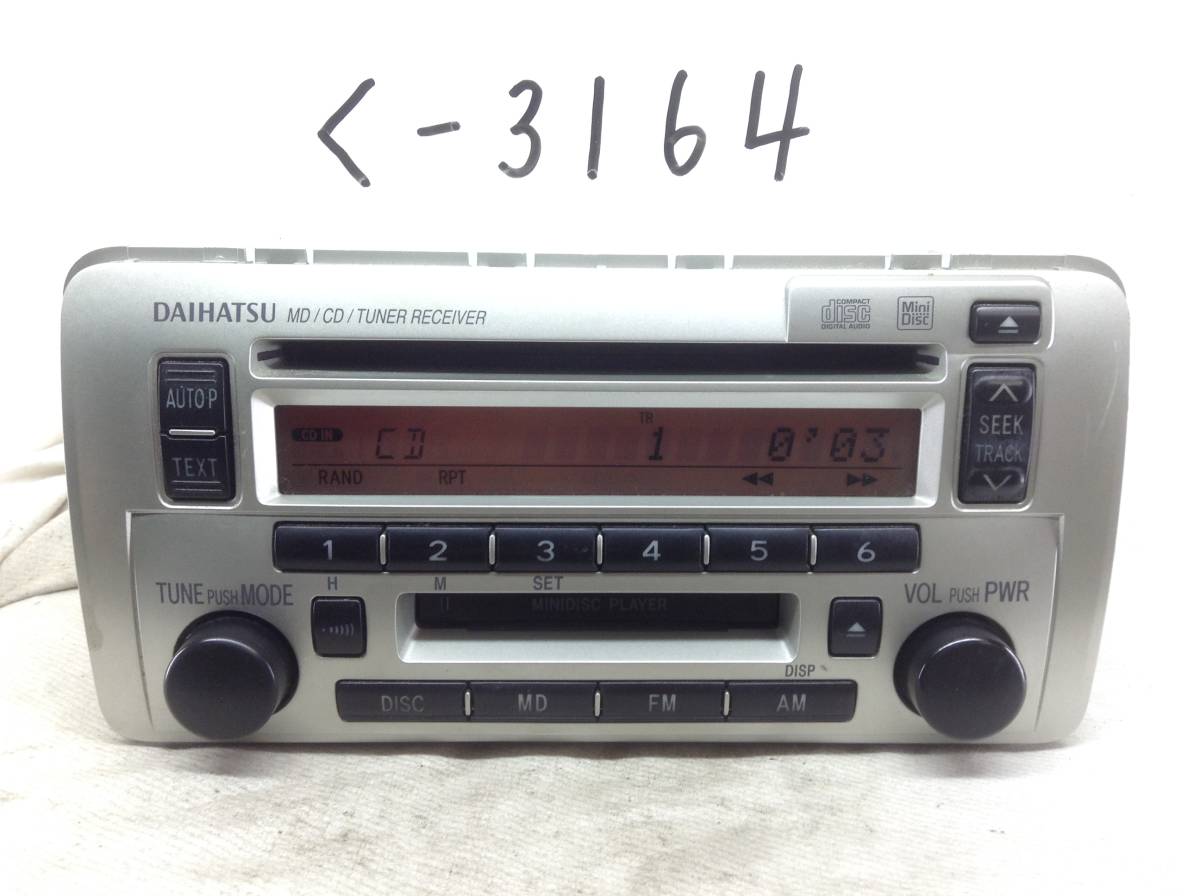 く-3164
DAIHATSU MD/CD/TUNER RECEIVER
COMPACT
disc
DIGITAL AUDIO
Mini
Disc
AUTO·P
TEXT
SEEK
TRACK
TR
CD IN CD 1 0'03
RAND RPT
1 2 3 4 5 6
H M SET
TUNE PUSH MODE
MINIDISC PLAYER
VOL PUSH PWR
DISP
DISC MD FM AM